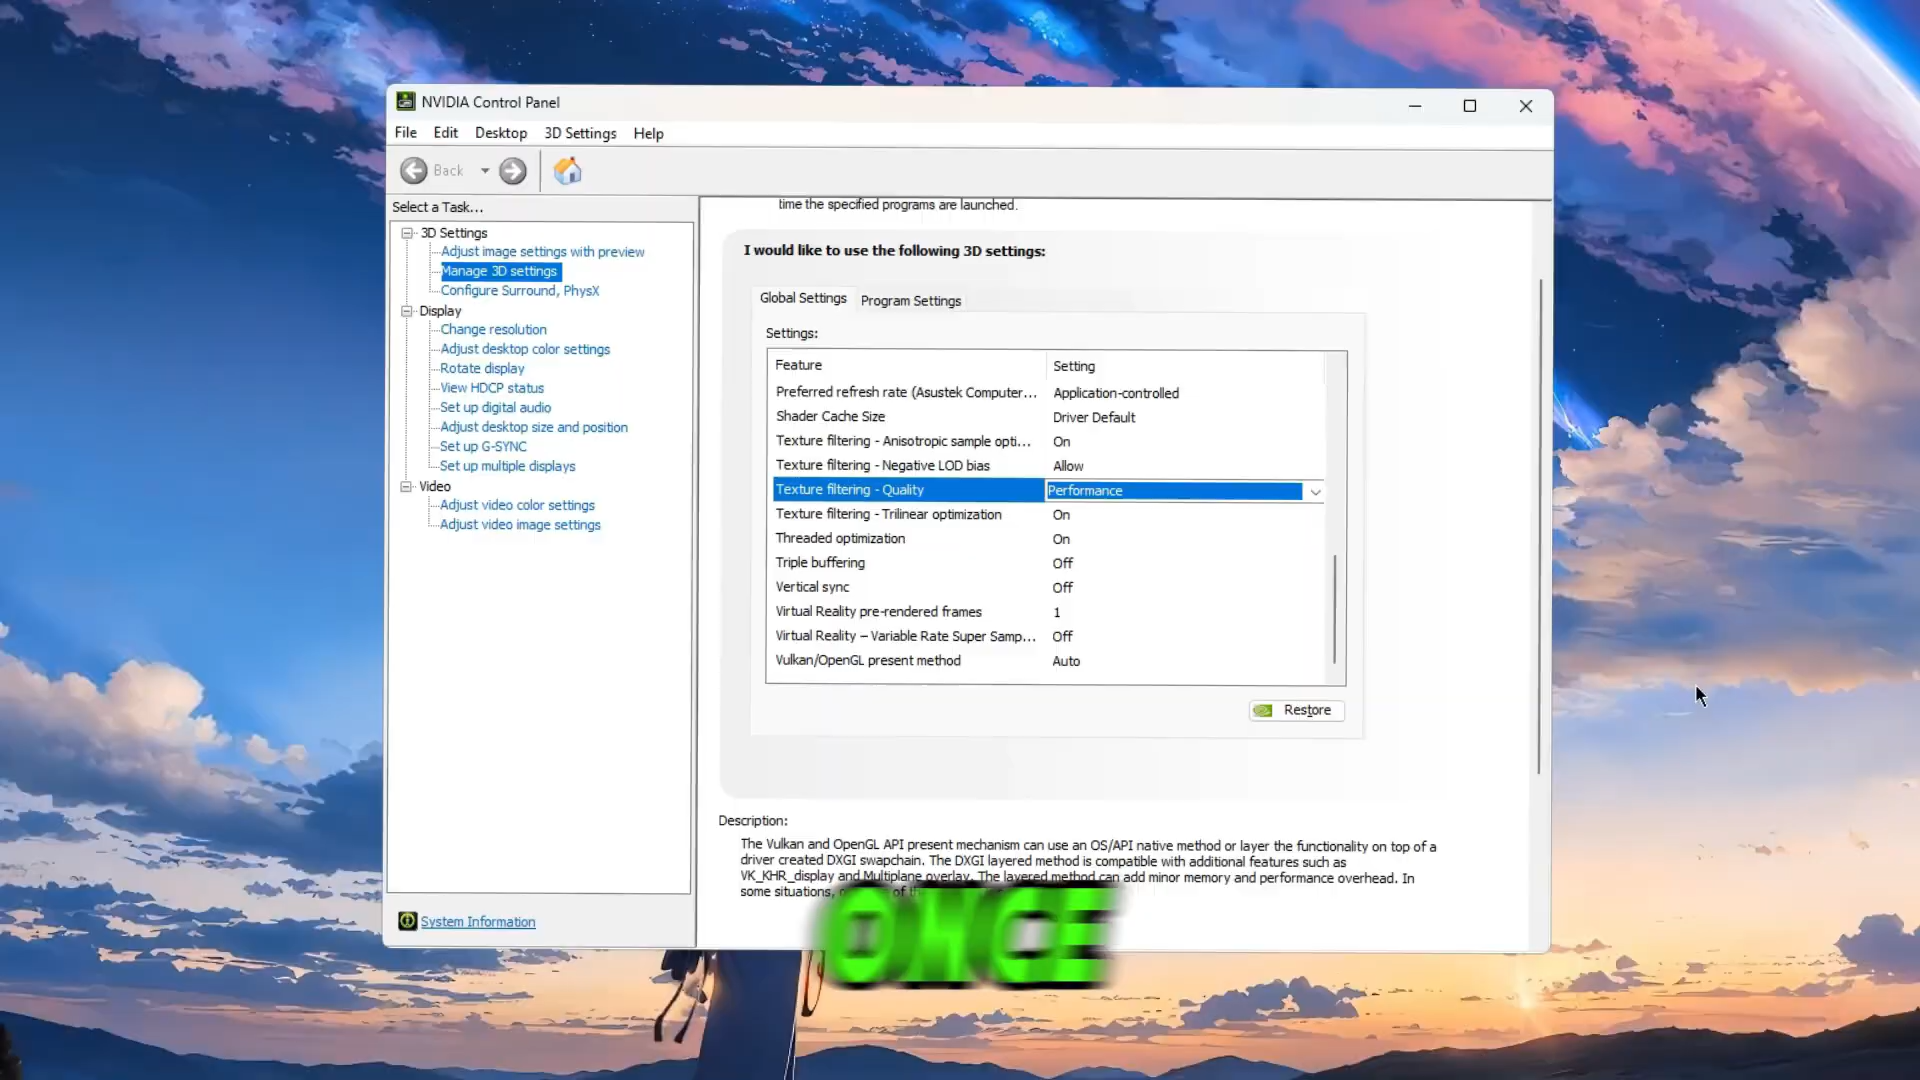 NVIDIA Control Panel
File Edit Desktop 3D Settings Help
Back
Select a Task...
3D Settings
Adjust image settings with preview
Manage 3D settings
Configure Surround, PhysX
Display
Change resolution
Adjust desktop color settings
Rotate display
View HDCP status
Set up digital audio
Adjust desktop size and position
Set up G-SYNC
Set up multiple displays
Video
Adjust video color settings
Adjust video image settings
System Information
time the specified programs are launched.
I would like to use the following 3D settings:
Global Settings Program Settings
Settings:
Feature Setting
Preferred refresh rate (Asustek Computer... Application-controlled
Shader Cache Size Driver Default
Texture filtering - Anisotropic sample opti... On
Texture filtering - Negative LOD bias Allow
Texture filtering - Quality Performance
Texture filtering - Trilinear optimization On
Threaded optimization On
Triple buffering Off
Vertical sync Off
Virtual Reality pre-rendered frames 1
Virtual Reality – Variable Rate Super Samp... Off
Vulkan/OpenGL present method Auto
Restore
Description:
The Vulkan and OpenGL API present mechanism can use an OS/API native method or layer the functionality on top of a
driver created DXGI swapchain. The DXGI layered method is compatible with additional features such as
VK_KHR_display and Multiplane overlay. The layered method can add minor memory and performance overhead. In
some situations, of
ONCE